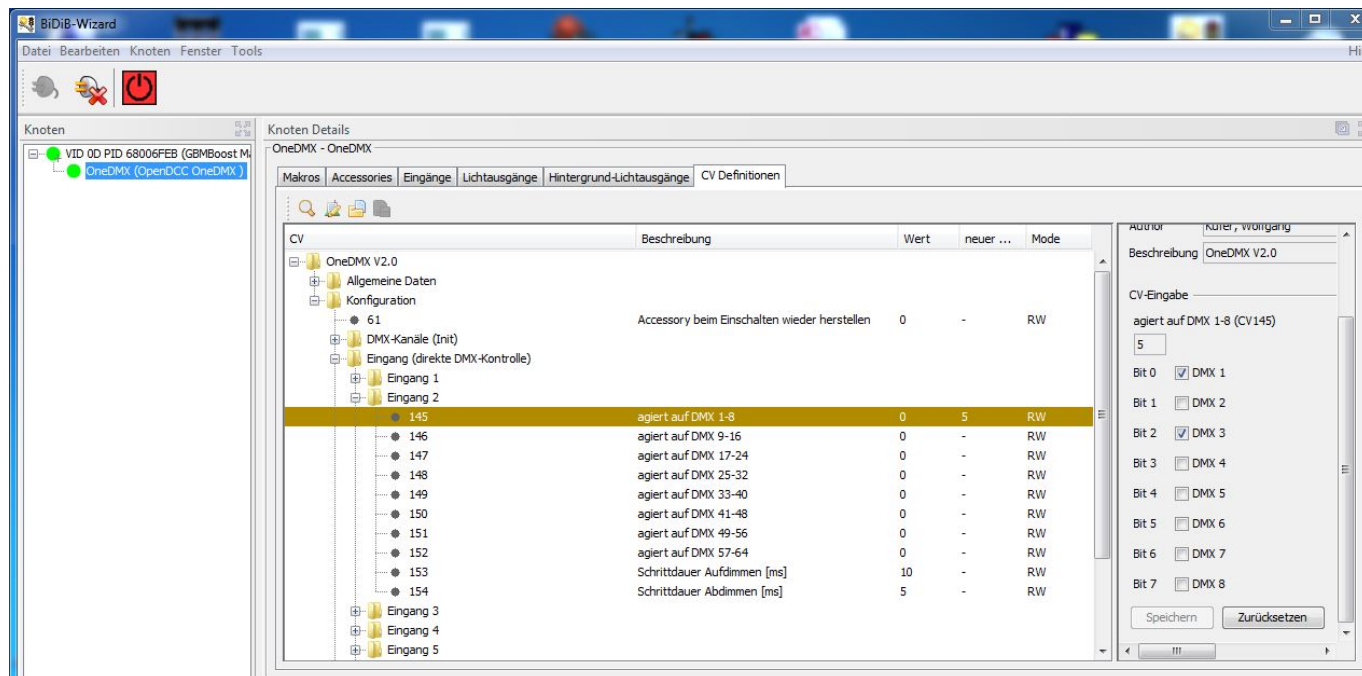 BiDiB-Wizard
Datei Bearbeiten Knoten Fenster Tools Hi
Knoten
VID 0D PID 68006FEB (GBMBoost Ma
OneDMX (OpenDCC OneDMX )
Knoten Details
OneDMX - OneDMX
Makros Accessories Eingänge Lichtausgänge Hintergrund-Lichtausgänge CV Definitionen
CV Beschreibung Wert neuer ... Mode
OneDMX V2.0
Allgemeine Daten
Konfiguration
61 Accessory beim Einschalten wieder herstellen 0 - RW
DMX-Kanäle (Init)
Eingang (direkte DMX-Kontrolle)
Eingang 1
Eingang 2
145 agiert auf DMX 1-8 0 5 RW
146 agiert auf DMX 9-16 0 - RW
147 agiert auf DMX 17-24 0 - RW
148 agiert auf DMX 25-32 0 - RW
149 agiert auf DMX 33-40 0 - RW
150 agiert auf DMX 41-48 0 - RW
151 agiert auf DMX 49-56 0 - RW
152 agiert auf DMX 57-64 0 - RW
153 Schrittdauer Aufdimmen [ms] 10 - RW
154 Schrittdauer Abdimmen [ms] 5 - RW
Eingang 3
Eingang 4
Eingang 5
Author Kufer, Wolfgang
Beschreibung OneDMX V2.0
CV-Eingabe
agiert auf DMX 1-8 (CV145)
5
Bit 0 DMX 1
Bit 1 DMX 2
Bit 2 DMX 3
Bit 3 DMX 4
Bit 4 DMX 5
Bit 5 DMX 6
Bit 6 DMX 7
Bit 7 DMX 8
Speichern Zurücksetzen